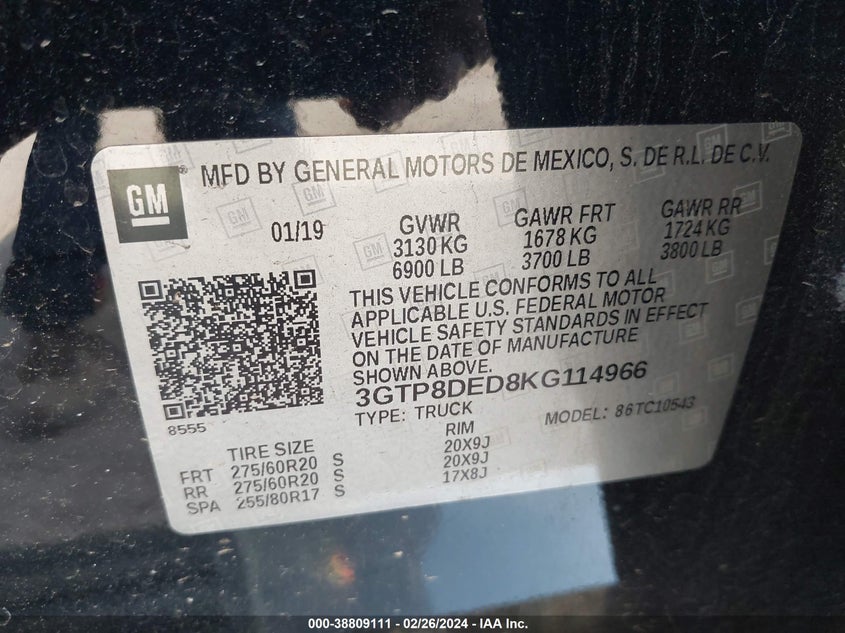 GM
MFD BY GENERAL MOTORS DE MEXICO, S. DE R.L. DE C.V.
01/19
GVWR
3130 KG
6900 LB
GAWR FRT
1678 KG
3700 LB
GAWR RR
1724 KG
3800 LB
THIS VEHICLE CONFORMS TO ALL
APPLICABLE U.S. FEDERAL MOTOR
VEHICLE SAFETY STANDARDS IN EFFECT
ON THE DATE OF MANUFACTURE
SHOWN ABOVE.
3GTP8DED8KG114966
TYPE: TRUCK
MODEL: 86TC10543
8555
TIRE SIZE
RIM
FRT 275/60R20 S 20X9J
RR 275/60R20 S 20X9J
SPA 255/80R17 S 17X8J
000-38809111 - 02/26/2024 - IAA Inc.